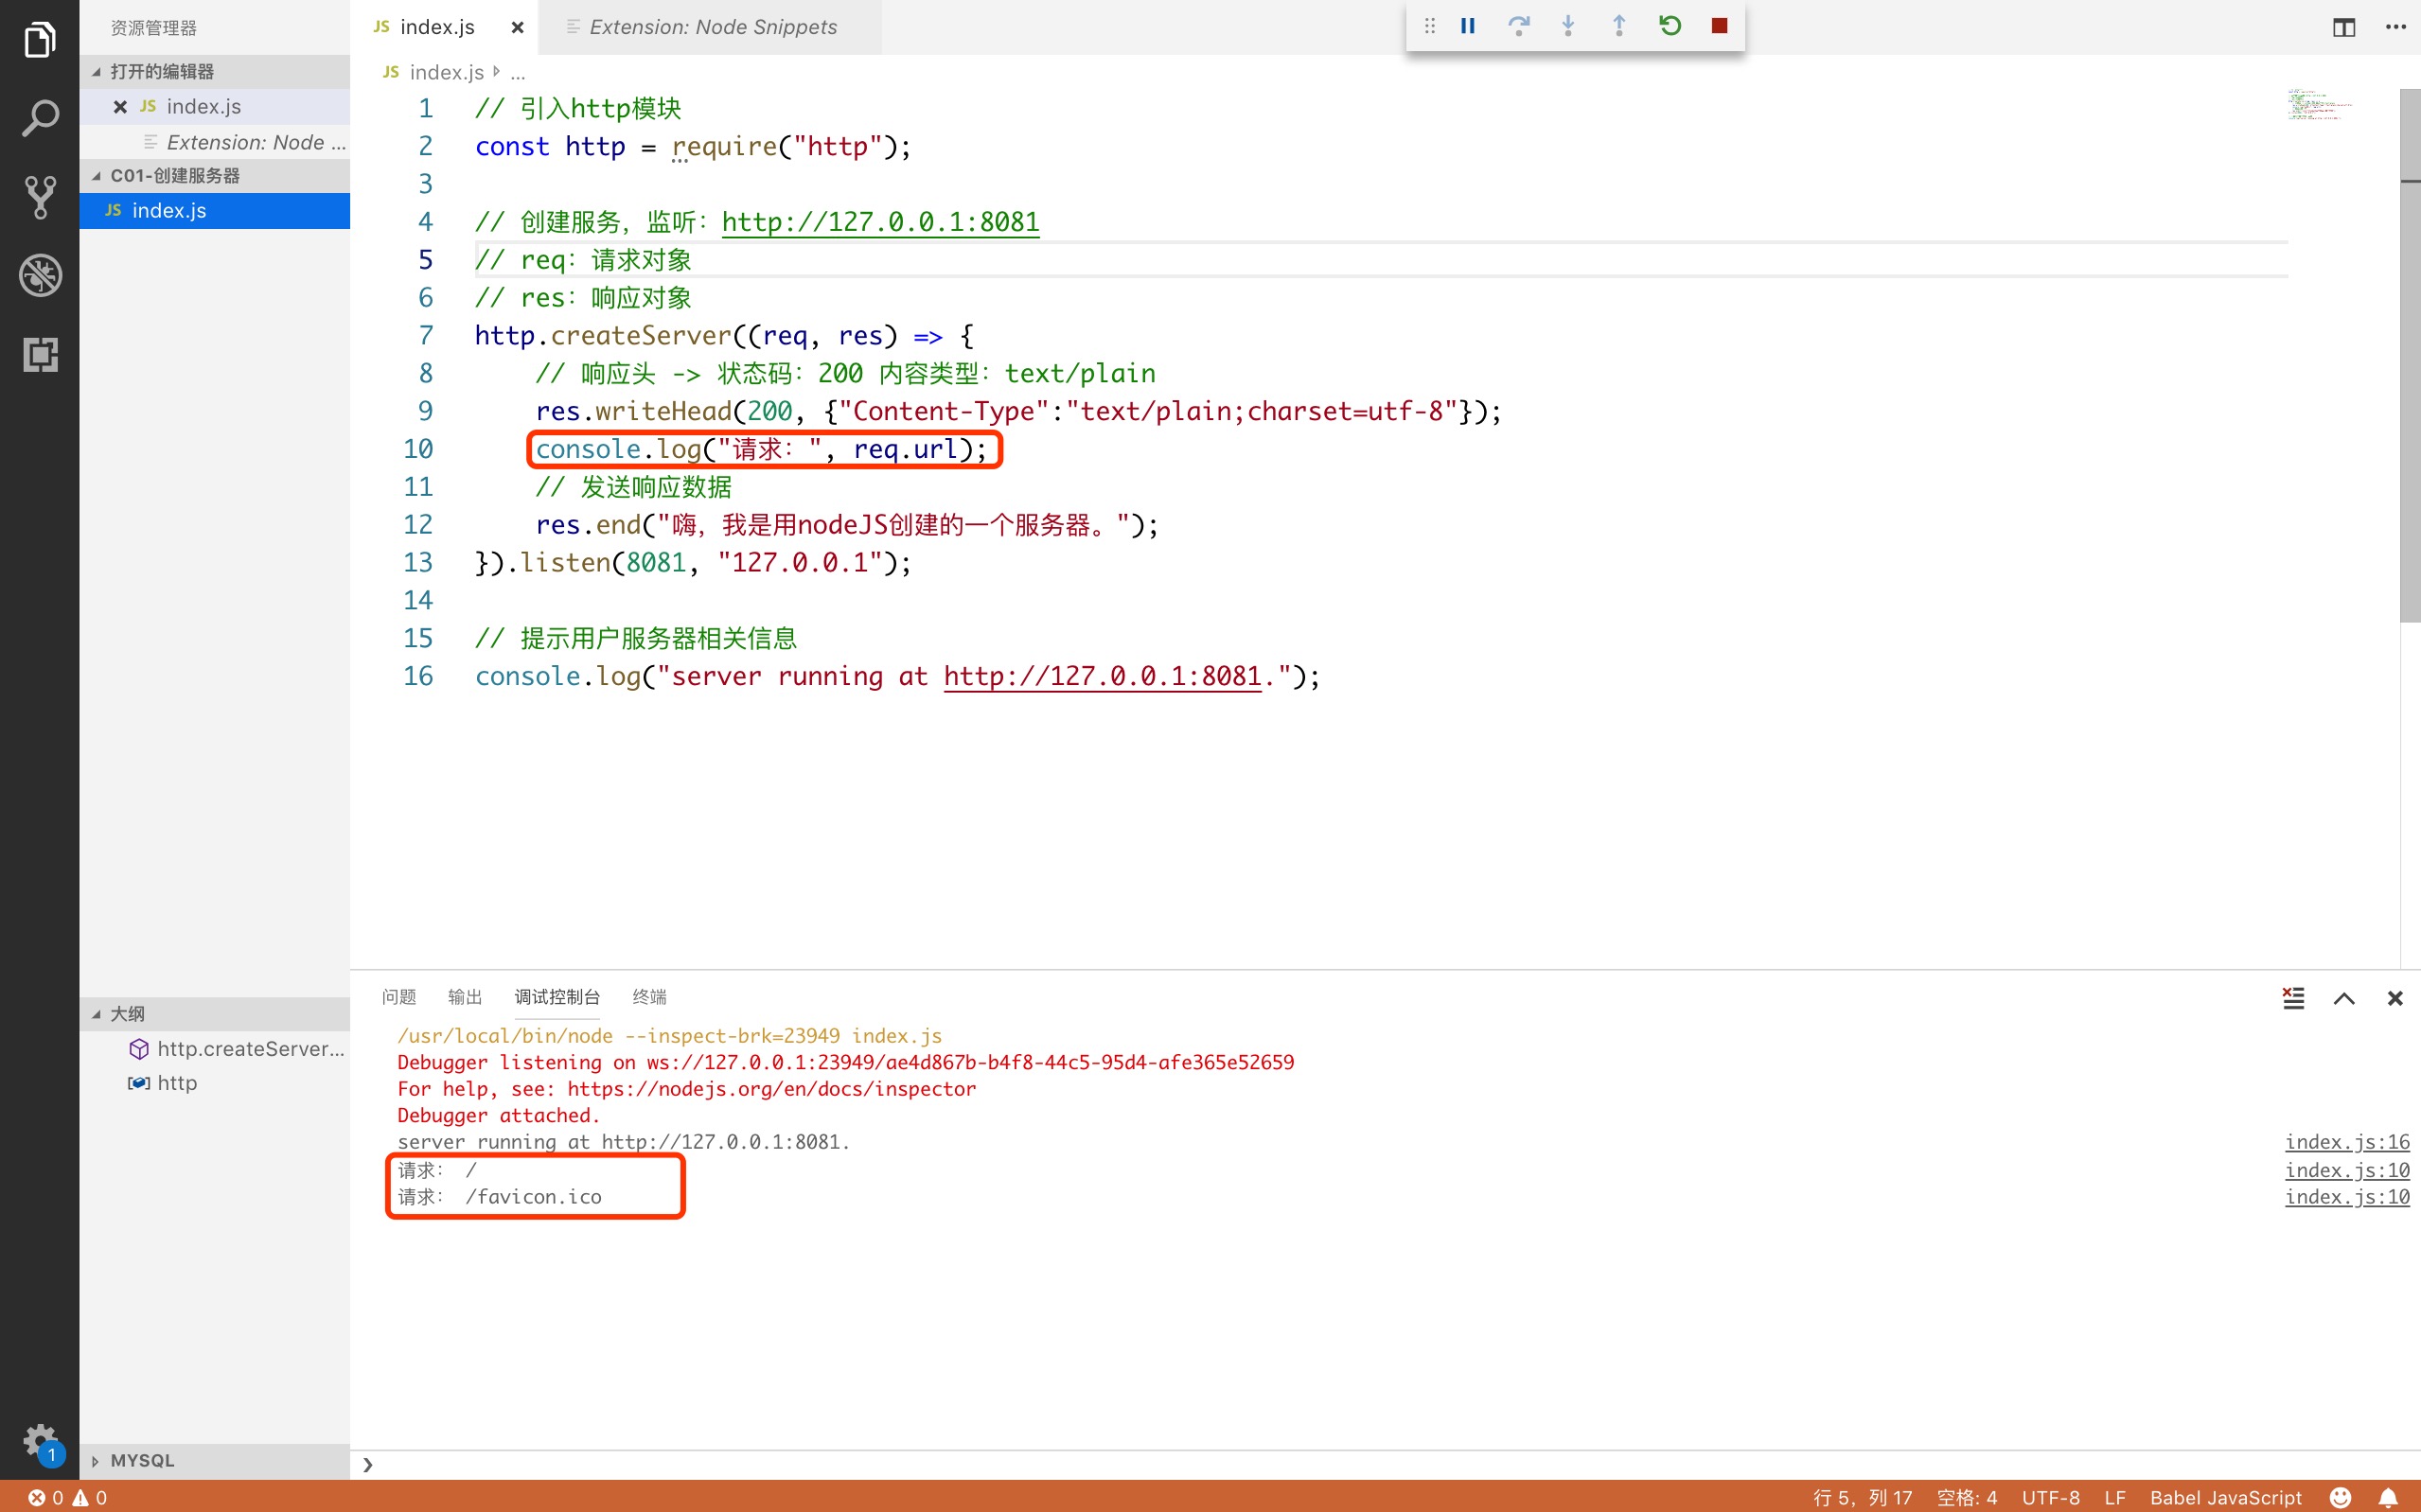 资源管理器
打开的编辑器
JS index.js
Extension: Node ...
C01-创建服务器
JS index.js
大纲
http.createServer...
http
MYSQL
JS index.js
Extension: Node Snippets
JS index.js ...
1 // 引入http模块
2 const http = require("http");
3
4 // 创建服务，监听：http://127.0.0.1:8081
5 // req：请求对象
6 // res：响应对象
7 http.createServer((req, res) => {
8 // 响应头 -> 状态码：200 内容类型：text/plain
9 res.writeHead(200, {"Content-Type":"text/plain;charset=utf-8"});
10 console.log("请求：", req.url);
11 // 发送响应数据
12 res.end("嗨，我是用nodeJS创建的一个服务器。");
13 }).listen(8081, "127.0.0.1");
14
15 // 提示用户服务器相关信息
16 console.log("server running at http://127.0.0.1:8081.");
问题 输出 调试控制台 终端
/usr/local/bin/node --inspect-brk=23949 index.js
Debugger listening on ws://127.0.0.1:23949/ae4d867b-b4f8-44c5-95d4-afe365e52659
For help, see: https://nodejs.org/en/docs/inspector
Debugger attached.
server running at http://127.0.0.1:8081. index.js:16
请求： / index.js:10
请求： /favicon.ico index.js:10
1
0 0 行 5，列 17 空格: 4 UTF-8 LF Babel JavaScript